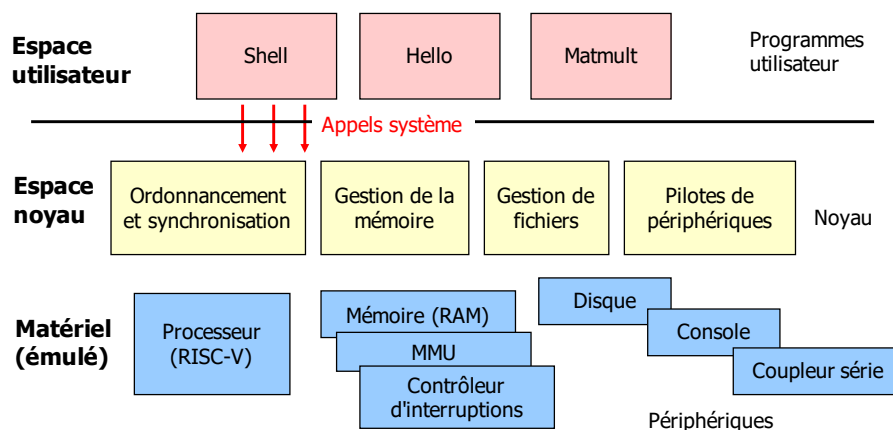 Espace
utilisateur
Shell
Hello
Matmult
Programmes
utilisateur
Appels système
Espace
noyau
Ordonnancement
et synchronisation
Gestion de la
mémoire
Gestion de
fichiers
Pilotes de
périphériques
Noyau
Matériel
(émulé)
Processeur
(RISC-V)
Mémoire (RAM)
MMU
Contrôleur
d'interruptions
Disque
Console
Coupleur série
Périphériques